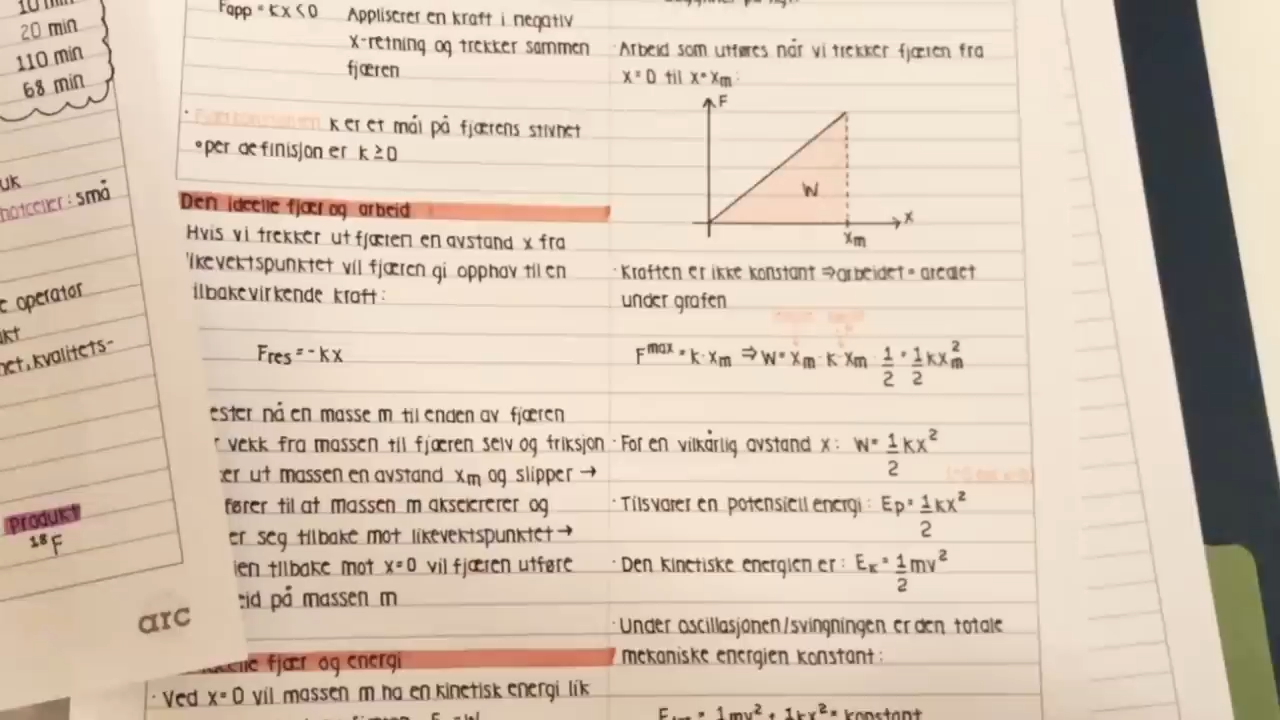 10 min
20 min
110 min
68 min
uk
små
operator
kt
het, kvalitets-
Produkt
18F
arc
Fapp = kx < 0 Appliserer en kraft i negativ
x-retning og trekker sammen
fjæren
k er et mål på fjærens stivhet
per definisjon er k ≥ 0
Den ideelle fjær og arbeid
Hvis vi trekker ut fjæren en avstand x fra
likevektspunktet vil fjæren gi opphav til en
tilbakevirkende kraft:
Fres = -kx
ester nå en masse m til enden av fjæren
r vekk fra massen til fjæren selv og friksjon
er ut massen en avstand xm og slipper →
fører til at massen m akselererer og
er seg tilbake mot likevektspunktet →
ien tilbake mot x=0 vil fjæren utføre
eid på massen m
ideelle fjær og energi
· Ved x=0 vil massen m ha en kinetisk energi lik
· Arbeid som utføres når vi trekker fjæren fra
x=0 til x=xm:
F
W
x
xm
· Kraften er ikke konstant ⇒ arbeidet = arealet
under grafen
F^max = k·xm ⇒ W = xm · k · xm · 1/2 = 1/2 kxm²
· For en vilkårlig avstand x: W = 1/2 kx²
· Tilsvarer en potensiell energi: Ep = 1/2 kx²
· Den kinetiske energien er: Ek = 1/2 mv²
· Under oscillasjonen/svingningen er den totale
mekaniske energien konstant:
1mv² + 1kx² = konstant